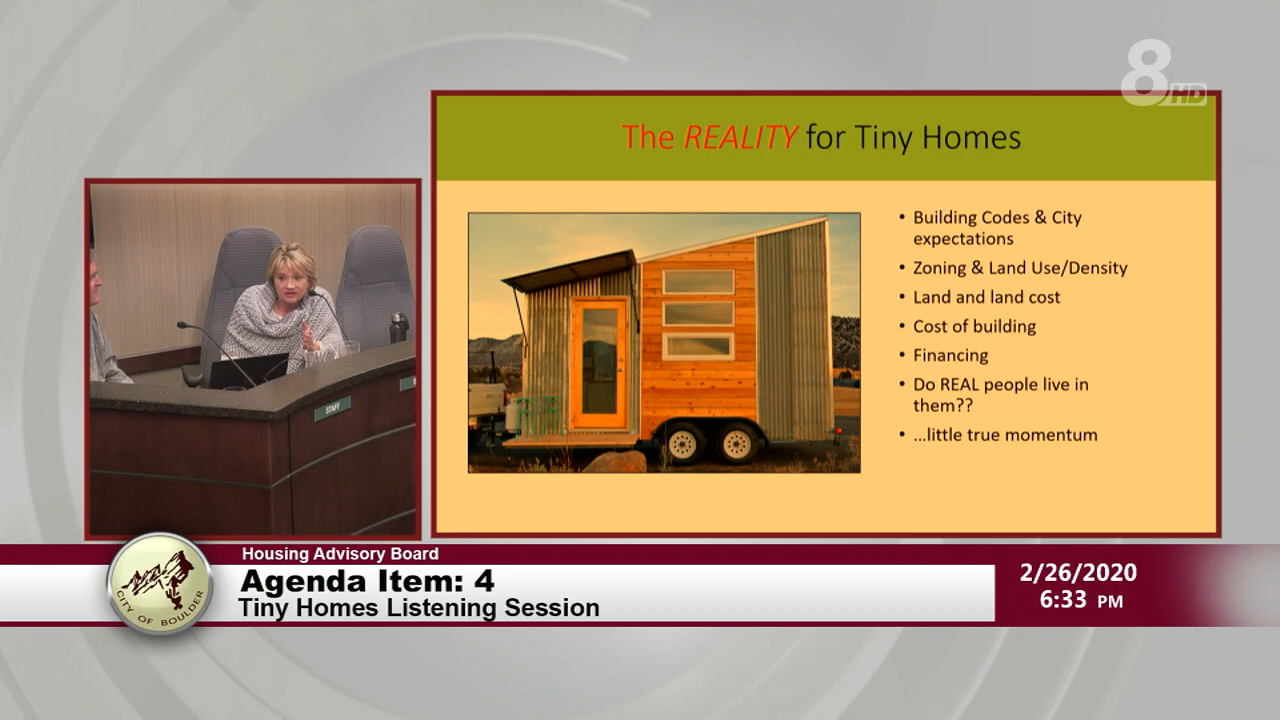 8
HD
The REALITY for Tiny Homes
• Building Codes & City
expectations
• Zoning & Land Use/Density
• Land and land cost
• Cost of building
• Financing
• Do REAL people live in
them??
• ...little true momentum
STAFF
Housing Advisory Board
Agenda Item: 4
Tiny Homes Listening Session
2/26/2020
6:33 PM
CITY OF BOULDER